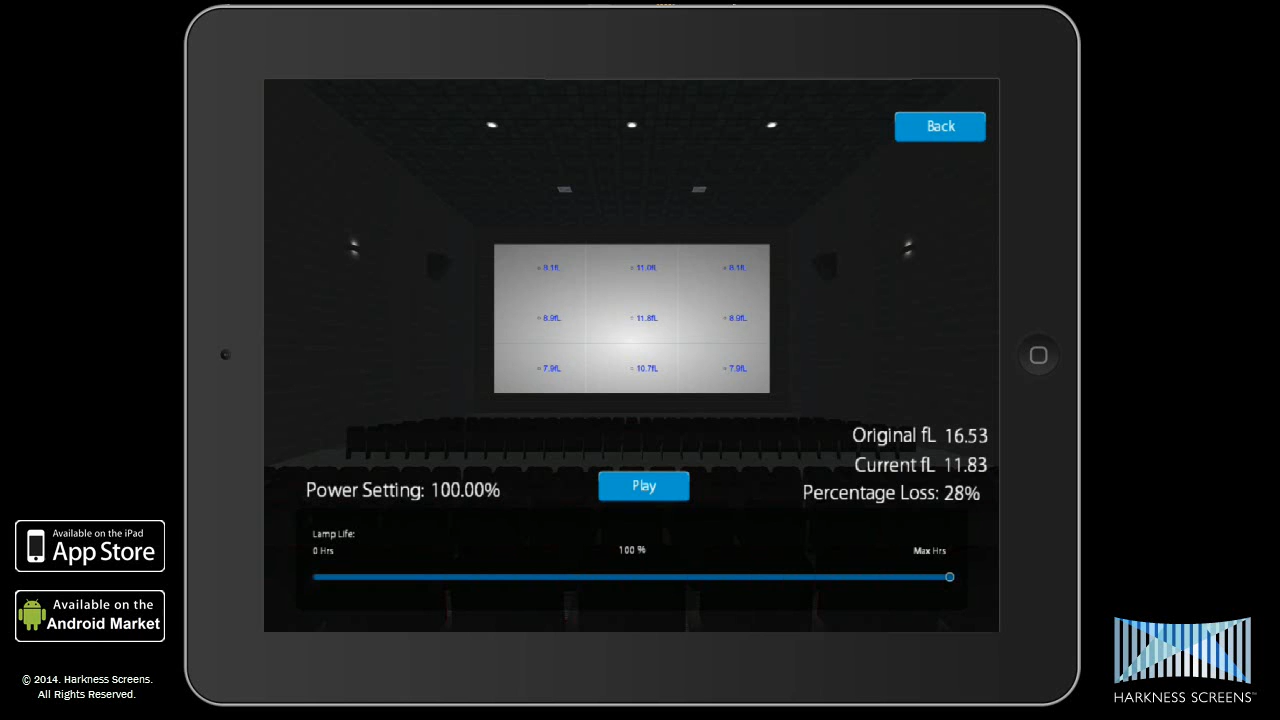 Back
8.1fL 11.0fL 8.1fL
8.9fL 11.8fL 8.9fL
7.9fL 10.7fL 7.9fL
Original fL 16.53
Current fL 11.83
Power Setting: 100.00%
Play
Percentage Loss: 28%
Lamp Life:
0 Hrs 100 % Max Hrs
Available on the iPad
App Store
Available on the
Android Market
© 2014. Harkness Screens.
All Rights Reserved.
HARKNESS SCREENS™